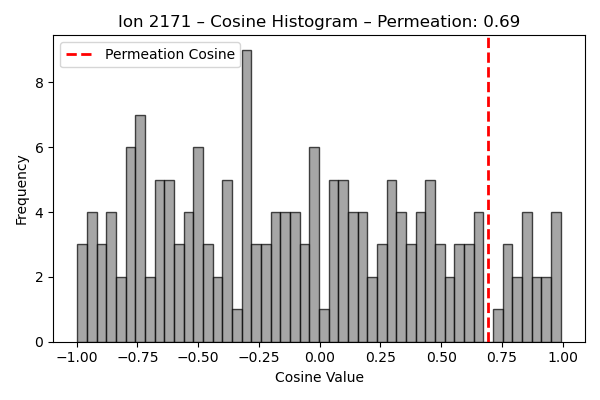 Ion 2171 – Cosine Histogram – Permeation: 0.69
Permeation Cosine
Frequency
8
6
4
2
0
−1.00 −0.75 −0.50 −0.25 0.00 0.25 0.50 0.75 1.00
Cosine Value